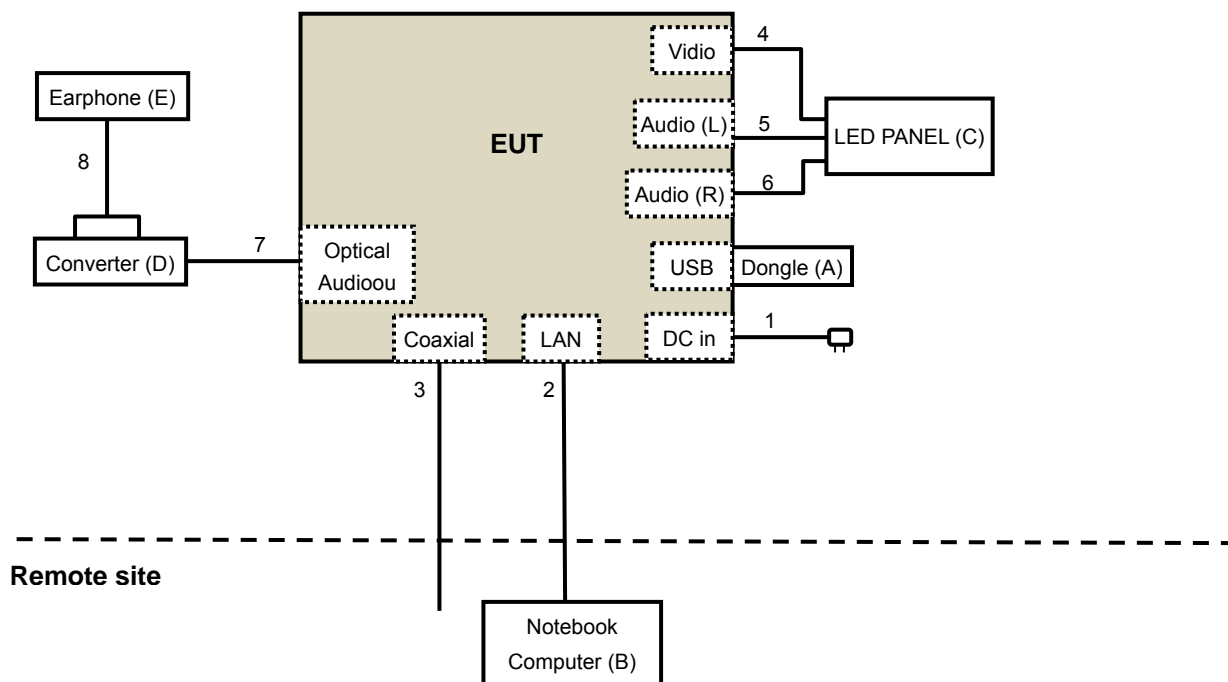 Vidio
4
Earphone (E)
Audio (L)
5
LED PANEL (C)
EUT
8
Audio (R)
6
7
Optical
Audioou
Converter (D)
USB
Dongle (A)
1
Coaxial
LAN
DC in
3
2
Remote site
Notebook
Computer (B)